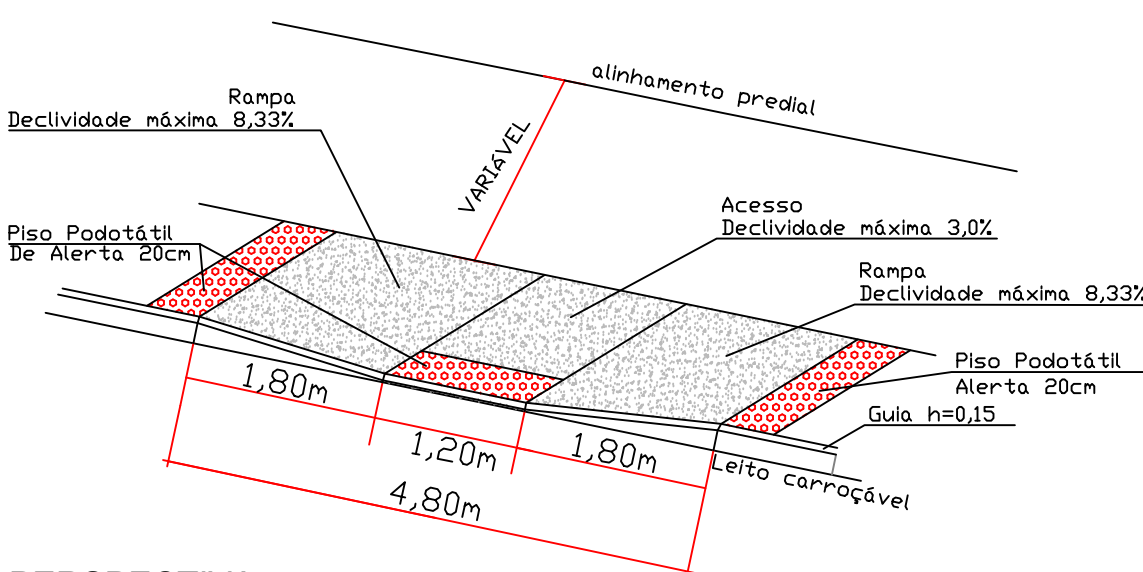 alinhamento predial
Rampa
Declividade máxima 8,33%
VARIÁVEL
Acesso
Declividade máxima 3,0%
Piso Podotátil
De Alerta 20cm
Rampa
Declividade máxima 8,33%
Piso Podotátil
Alerta 20cm
Guia h=0,15
1,80m
1,20m
1,80m
Leito carroçável
4,80m